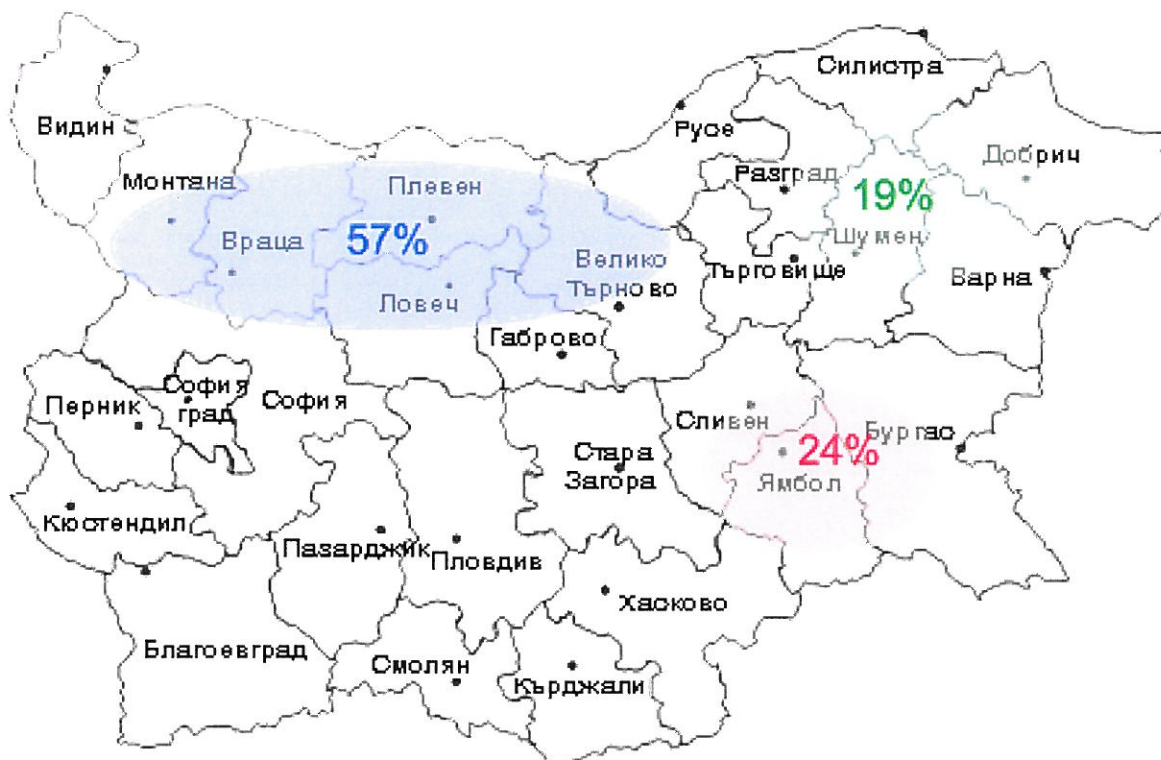 Силистра
Видин
Русе
Добрич
Монтана
Плевен
Разград
19%
Враца
57%
Шумен
Велико
Търново
Търговище
Варна
Ловеч
Габрово
София
град
София
Перник
Сливен
Бургас
24%
Стара
Загора
Ямбол
Кюстендил
Пазарджик
Пловдив
Хасково
Благоевград
Смолян
Кърджали